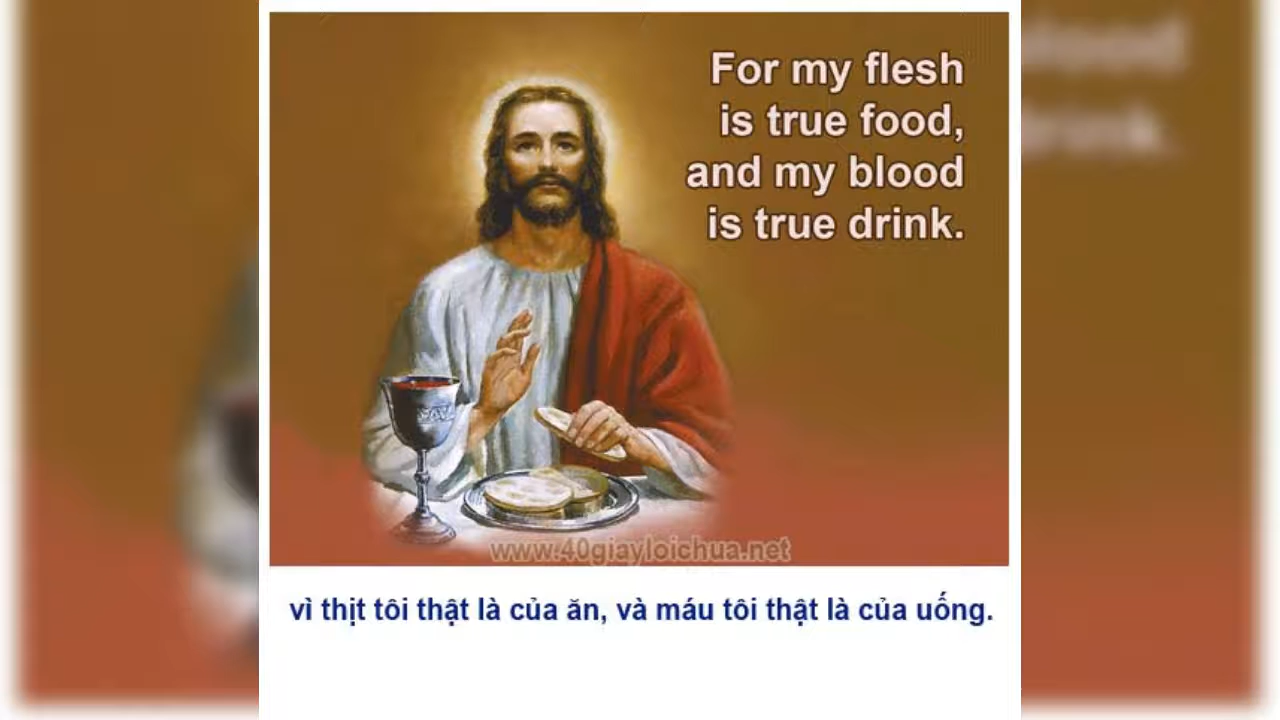 For my flesh
is true food,
and my blood
is true drink.
www.40giayloichua.net
vì thịt tôi thật là của ăn, và máu tôi thật là của uống.